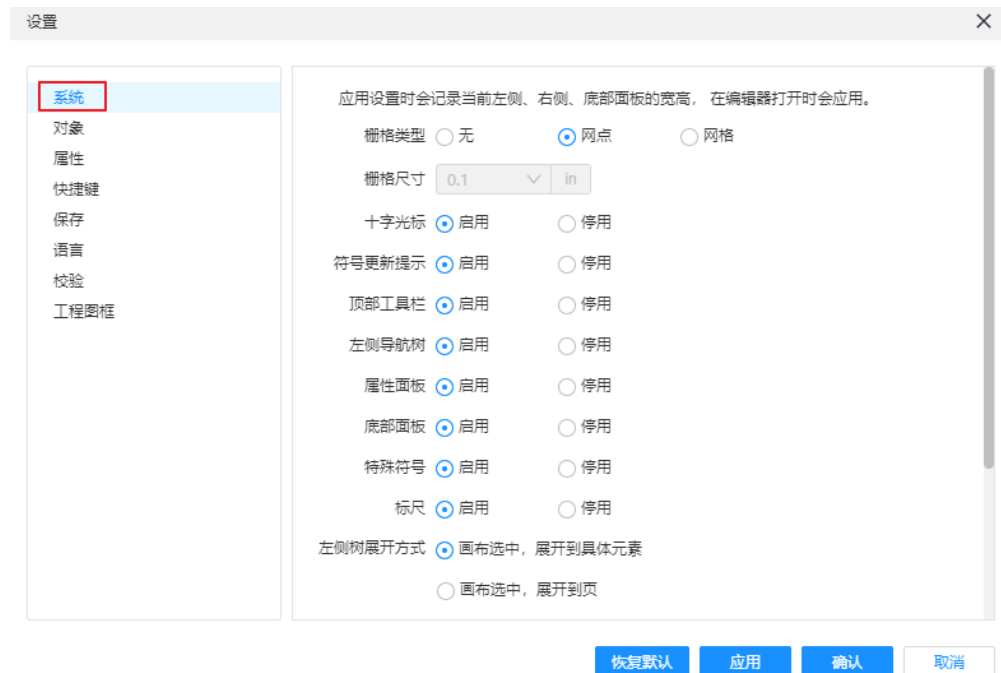 设置
系统
对象
属性
快捷键
保存
语言
校验
工程图框
应用设置时会记录当前左侧、右侧、底部面板的宽高， 在编辑器打开时会应用。
栅格类型 无 网点 网格
栅格尺寸 0.1 in
十字光标 启用 停用
符号更新提示 启用 停用
顶部工具栏 启用 停用
左侧导航树 启用 停用
属性面板 启用 停用
底部面板 启用 停用
特殊符号 启用 停用
标尺 启用 停用
左侧树展开方式 画布选中，展开到具体元素
画布选中，展开到页
恢复默认 应用 确认 取消